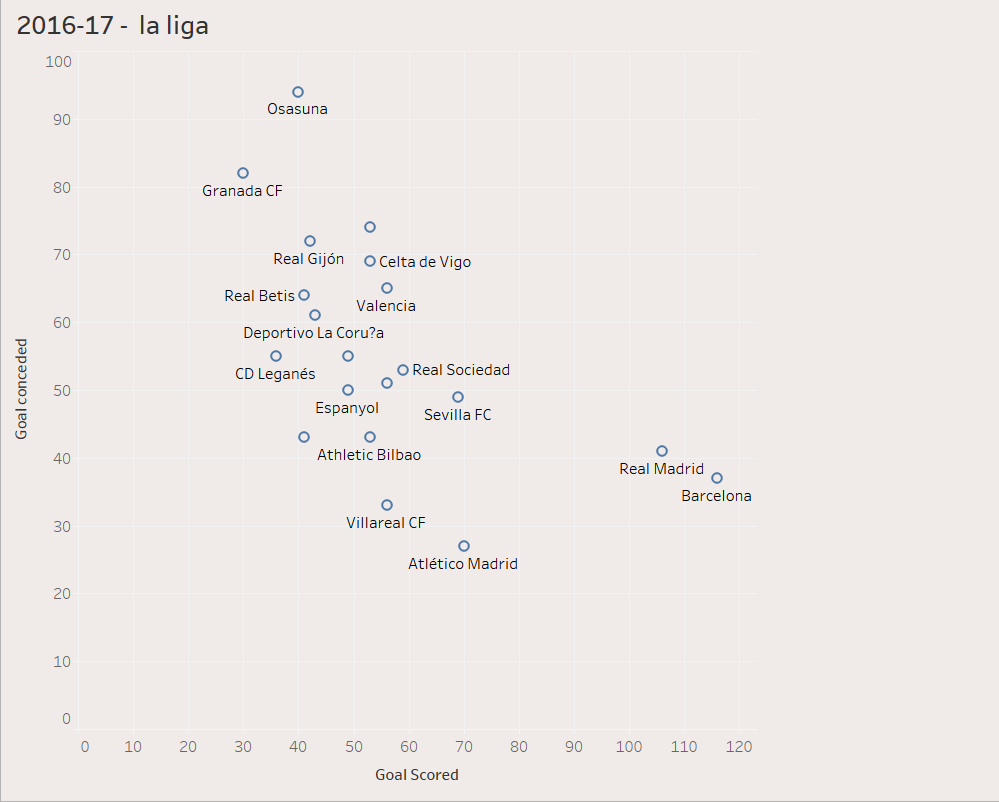 2016-17 - la liga
100
Osasuna
90
Granada CF
80
70
Real Gijón
Celta de Vigo
Real Betis
Valencia
60
Deportivo La Coru?a
CD Leganés
Real Sociedad
50
Espanyol
Sevilla FC
Athletic Bilbao
40
Real Madrid
Barcelona
30
Villareal CF
Atlético Madrid
20
10
0
Goal conceded
0 10 20 30 40 50 60 70 80 90 100 110 120
Goal Scored